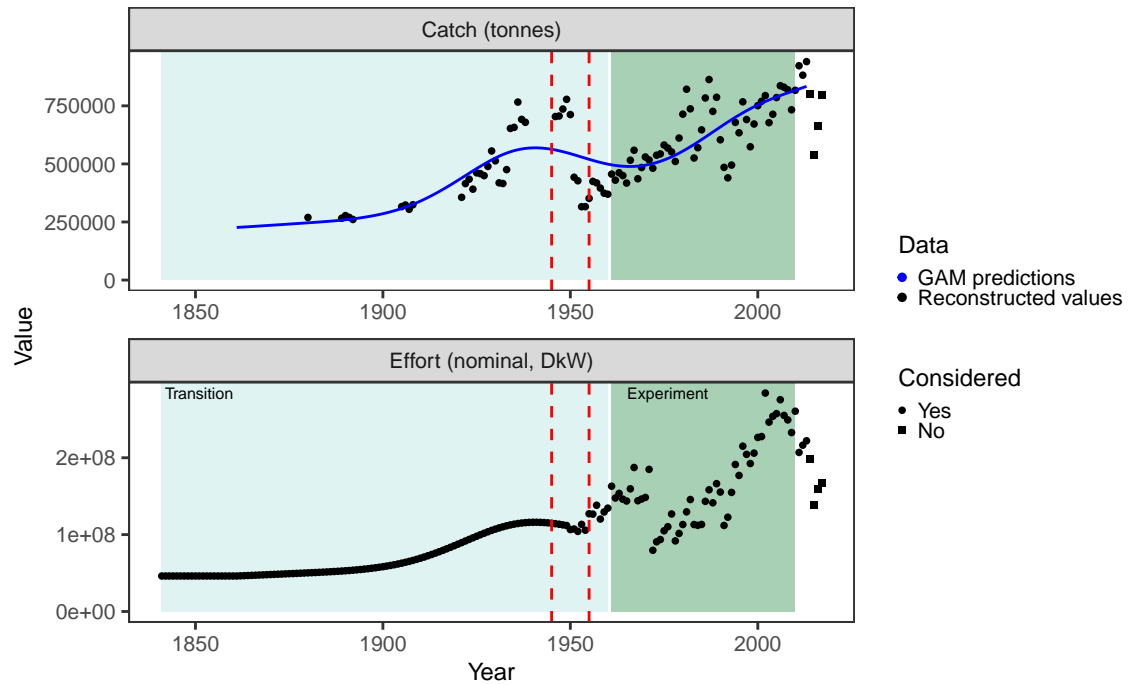 Catch (tonnes)
750000
500000
250000
0
1850 1900 1950 2000
Value
Effort (nominal, DkW)
Transition Experiment
2e+08
1e+08
0e+00
1850 1900 1950 2000
Year
Data
GAM predictions
Reconstructed values
Considered
Yes
No